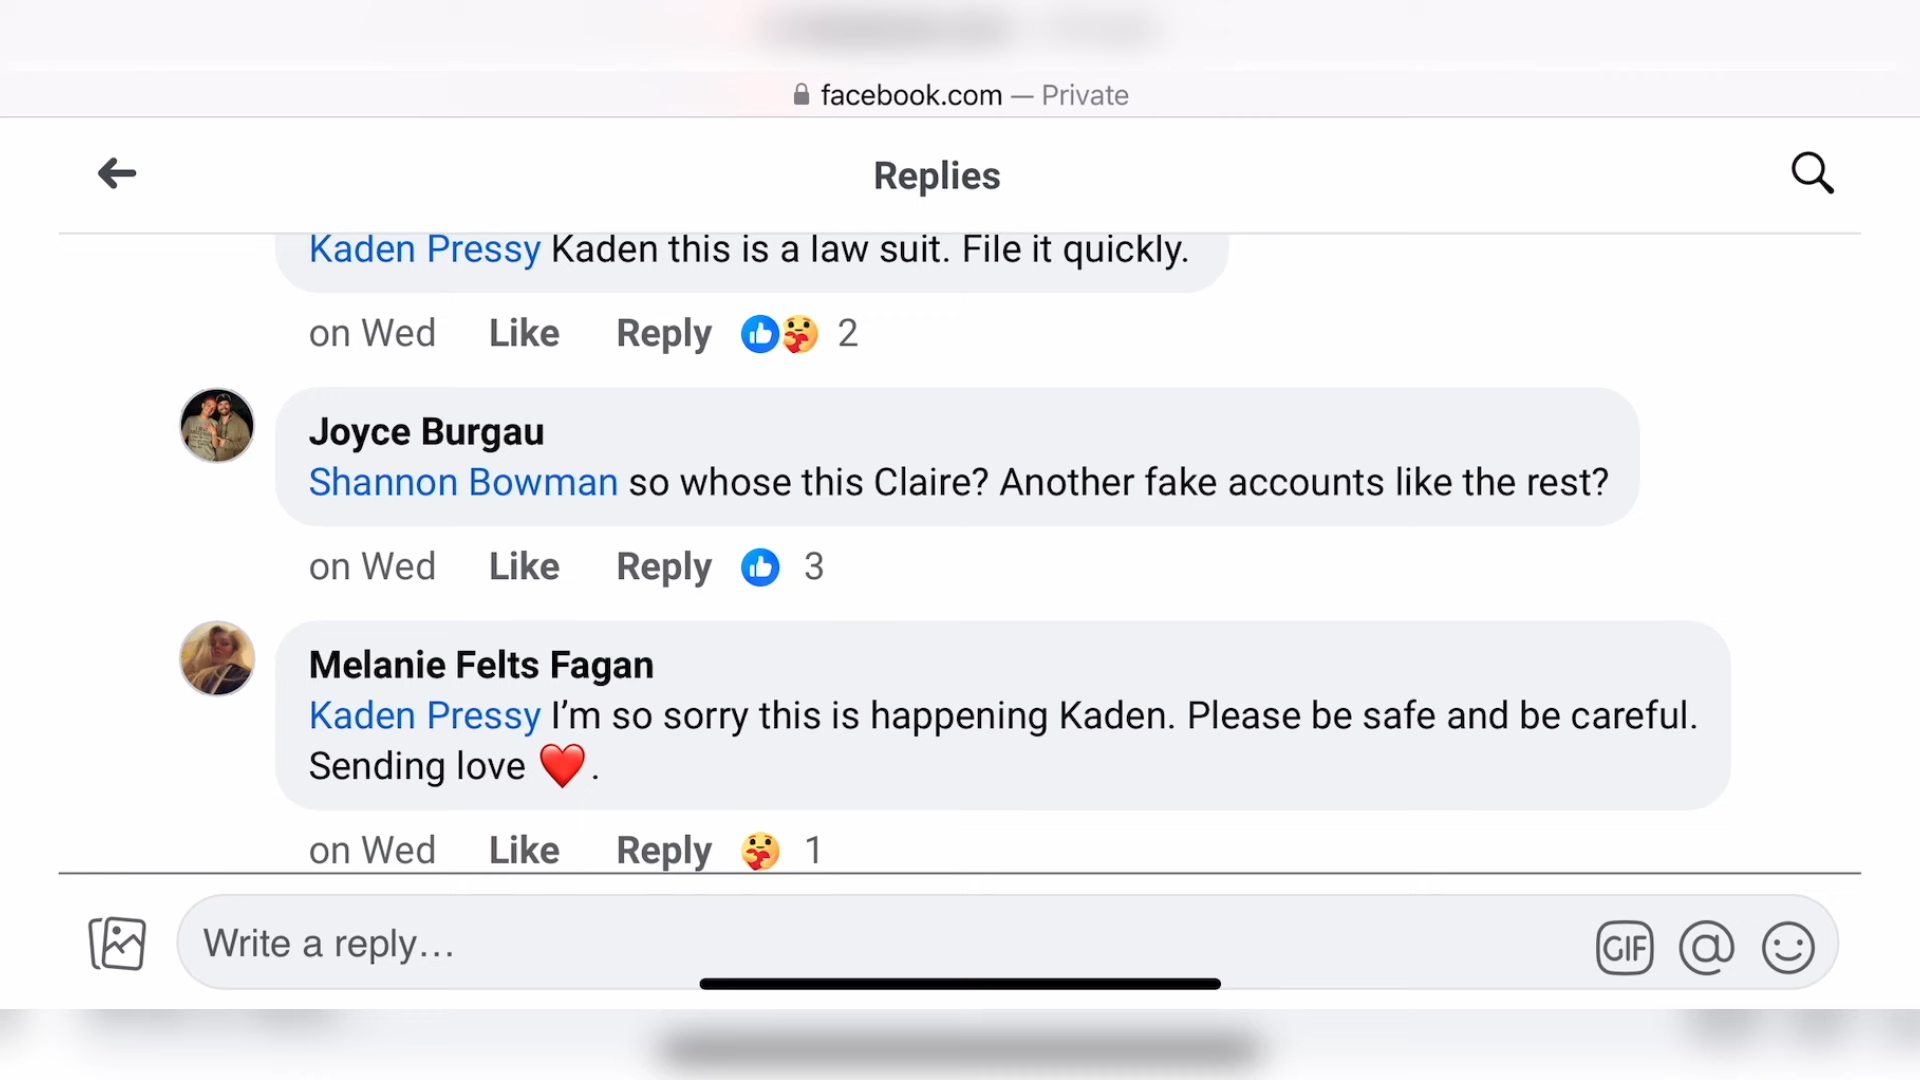 facebook.com — Private
Replies
Kaden Pressy Kaden this is a law suit. File it quickly.
on Wed Like Reply 2
Joyce Burgau
Shannon Bowman so whose this Claire? Another fake accounts like the rest?
on Wed Like Reply 3
Melanie Felts Fagan
Kaden Pressy I’m so sorry this is happening Kaden. Please be safe and be careful.
Sending love ❤️.
on Wed Like Reply 1
Write a reply… GIF @